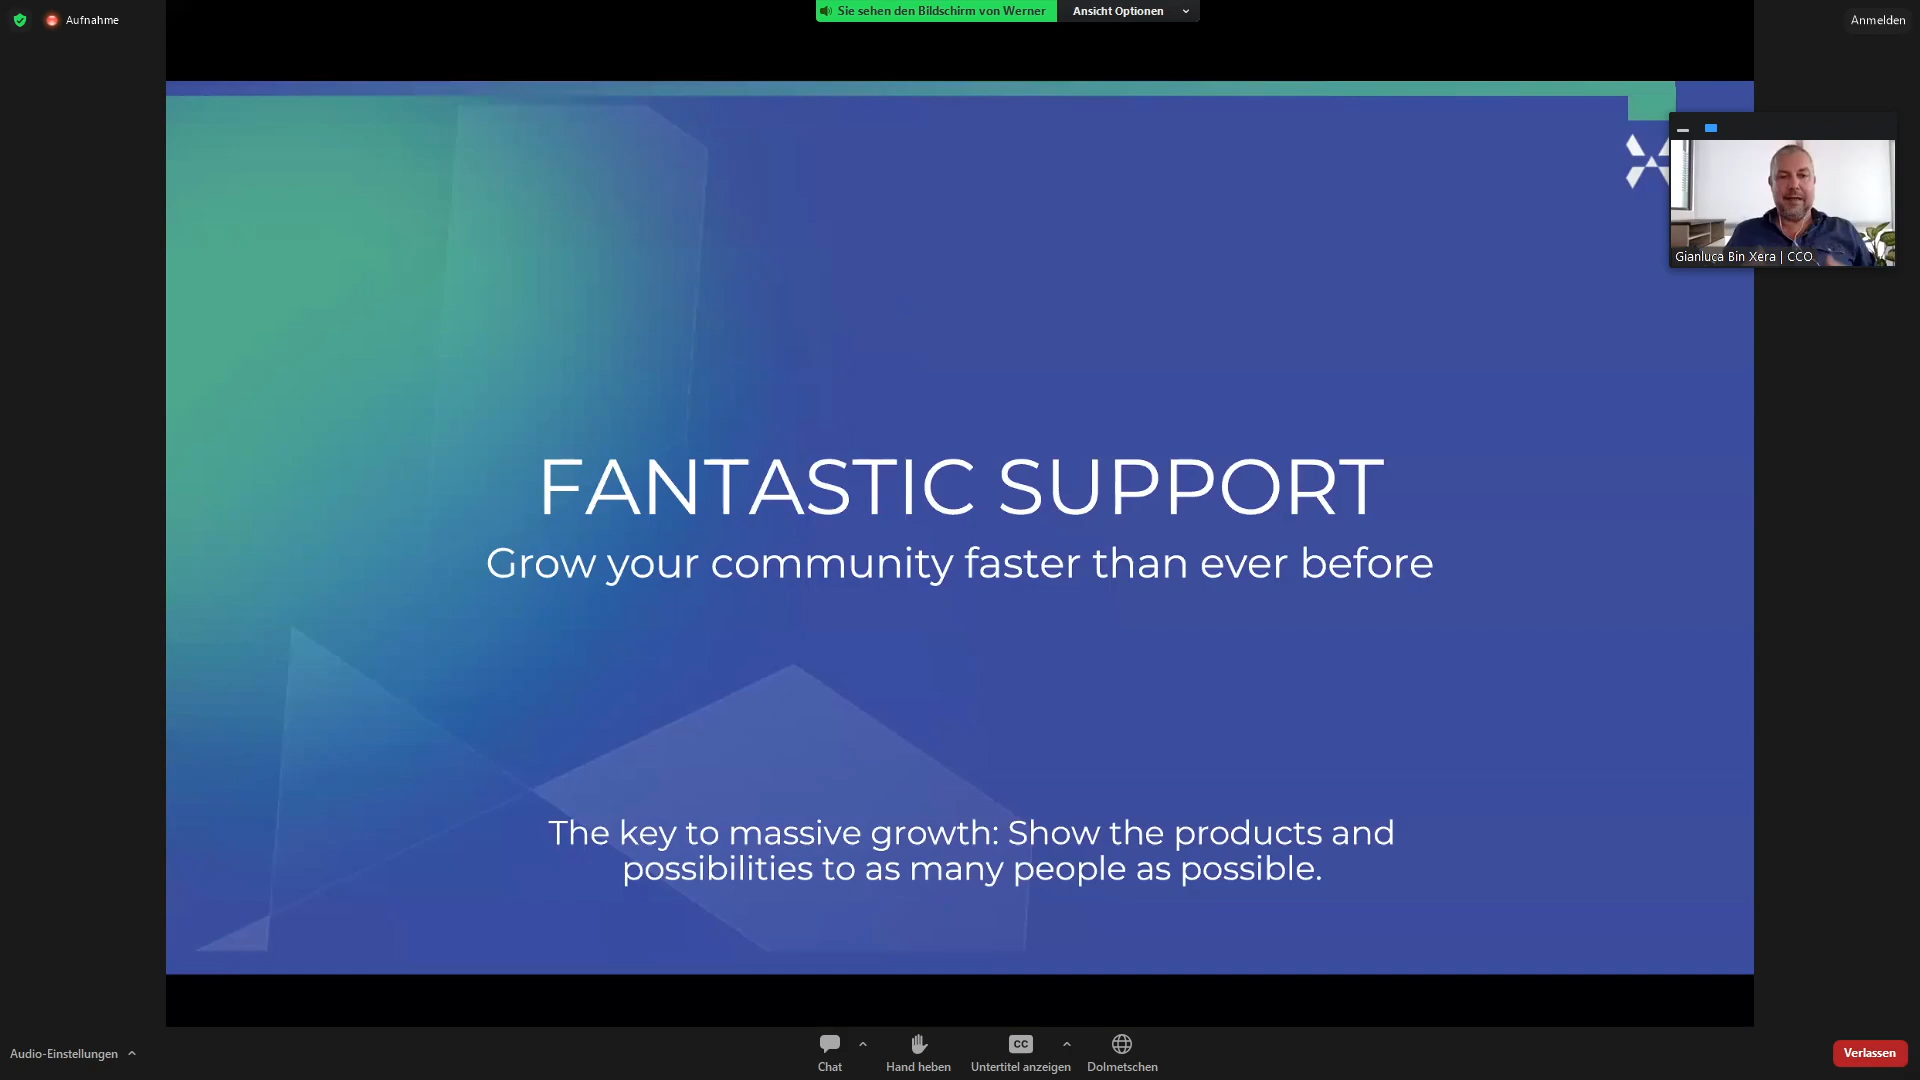 Aufnahme
Sie sehen den Bildschirm von Werner
Ansicht Optionen
Anmelden
Gianluca Bin Xera | CCO
FANTASTIC SUPPORT
Grow your community faster than ever before
The key to massive growth: Show the products and
possibilities to as many people as possible.
Audio-Einstellungen
CC
Chat
Hand heben
Untertitel anzeigen
Dolmetschen
Verlassen